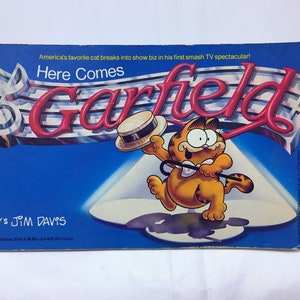 America's favorite cat breaks into show biz in his first smash TV spectacular!
Here Comes
Garfield
JIM DAVIS